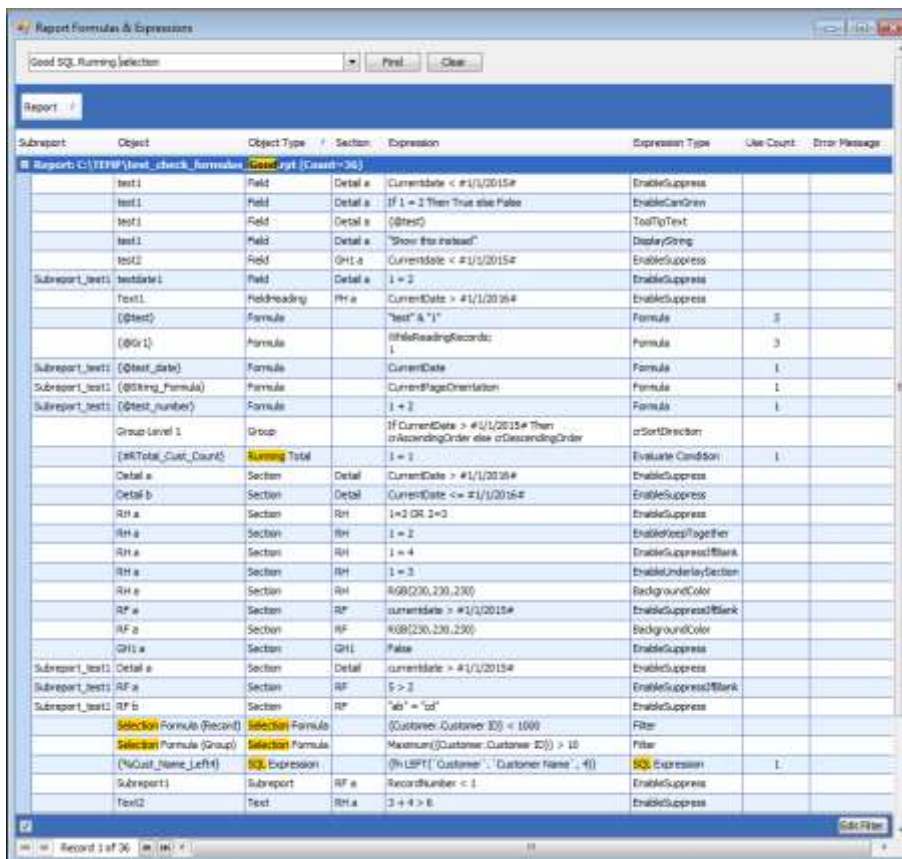 Report Formulas & Expressions
Good SQL Running selection Find Clear
Report
Subreport Object Object Type Section Expression Expression Type Use Count Error Message
Report: C:\TEMP\test_check_formulas_Good.rpt (Count=36)
test1 Field Detail a Currentdate < #1/1/2015# EnableSuppress
test1 Field Detail a If 1 = 2 Then True else False EnableCanGrow
test1 Field Detail a {@test} ToolTipText
test1 Field Detail a "Show this instead" DisplayString
test2 Field GH1 a Currentdate < #1/1/2015# EnableSuppress
Subreport_test1 testdate1 Field Detail a 1 = 2 EnableSuppress
Text1 FieldHeading PH a CurrentDate > #1/1/2016# EnableSuppress
{@test} Formula "test" & "1" Formula 3
{@Gr1} Formula WhileReadingRecords;
1 Formula 3
Subreport_test1 {@test_date} Formula CurrentDate Formula 1
Subreport_test1 {@String_Formula} Formula CurrentPageOrientation Formula 1
Subreport_test1 {@test_number} Formula 1 + 2 Formula 1
Group Level 1 Group If CurrentDate > #1/1/2015# Then
crAscendingOrder else crDescendingOrder crSortDirection
{#RTotal_Cust_Count} Running Total 1 = 1 Evaluate Condition 1
Detail a Section Detail CurrentDate > #1/1/2016# EnableSuppress
Detail b Section Detail CurrentDate <= #1/1/2016# EnableSuppress
RH a Section RH 1=2 OR 2=3 EnableSuppress
RH a Section RH 1 = 2 EnableKeepTogether
RH a Section RH 1 = 4 EnableSuppressIfBlank
RH a Section RH 1 = 3 EnableUnderlaySection
RH a Section RH RGB(230,230,230) BackgroundColor
RF a Section RF currentdate > #1/1/2015# EnableSuppressIfBlank
RF a Section RF RGB(230,230,230) BackgroundColor
GH1 a Section GH1 False EnableSuppress
Subreport_test1 Detail a Section Detail currentdate > #1/1/2015# EnableSuppress
Subreport_test1 RF a Section RF 5 > 2 EnableSuppressIfBlank
Subreport_test1 RF b Section RF "ab" = "cd" EnableSuppress
Selection Formula (Record) Selection Formula {Customer.Customer ID} < 1000 Filter
Selection Formula (Group) Selection Formula Maximum({Customer.Customer ID}) > 10 Filter
{%Cust_Name_Left4} SQL Expression {fn LEFT(`Customer`.`Customer Name`, 4)} SQL Expression 1
Subreport1 Subreport RF a RecordNumber < 1 EnableSuppress
Text2 Text RH a 3 + 4 > 6 EnableSuppress
Edit Filter
Record 1 of 36